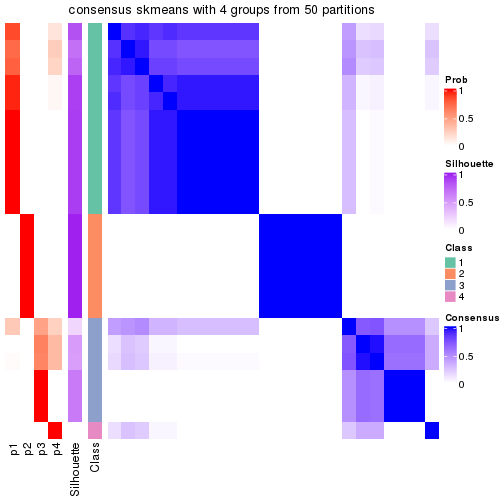 consensus skmeans with 4 groups from 50 partitions
Prob
1
0.5
0
Silhouette
1
0.5
0
Class
1
2
3
4
Consensus
1
0.5
0
p1
p2
p3
p4
Silhouette
Class